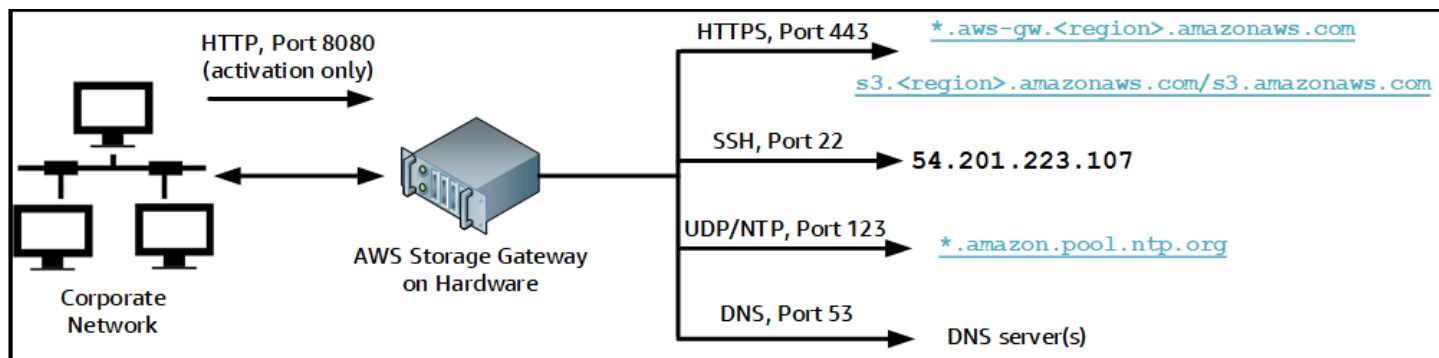 HTTP, Port 8080
(activation only)
Corporate
Network
AWS Storage Gateway
on Hardware
HTTPS, Port 443
*.aws-gw.<region>.amazonaws.com
s3.<region>.amazonaws.com/s3.amazonaws.com
SSH, Port 22
54.201.223.107
UDP/NTP, Port 123
*.amazon.pool.ntp.org
DNS, Port 53
DNS server(s)